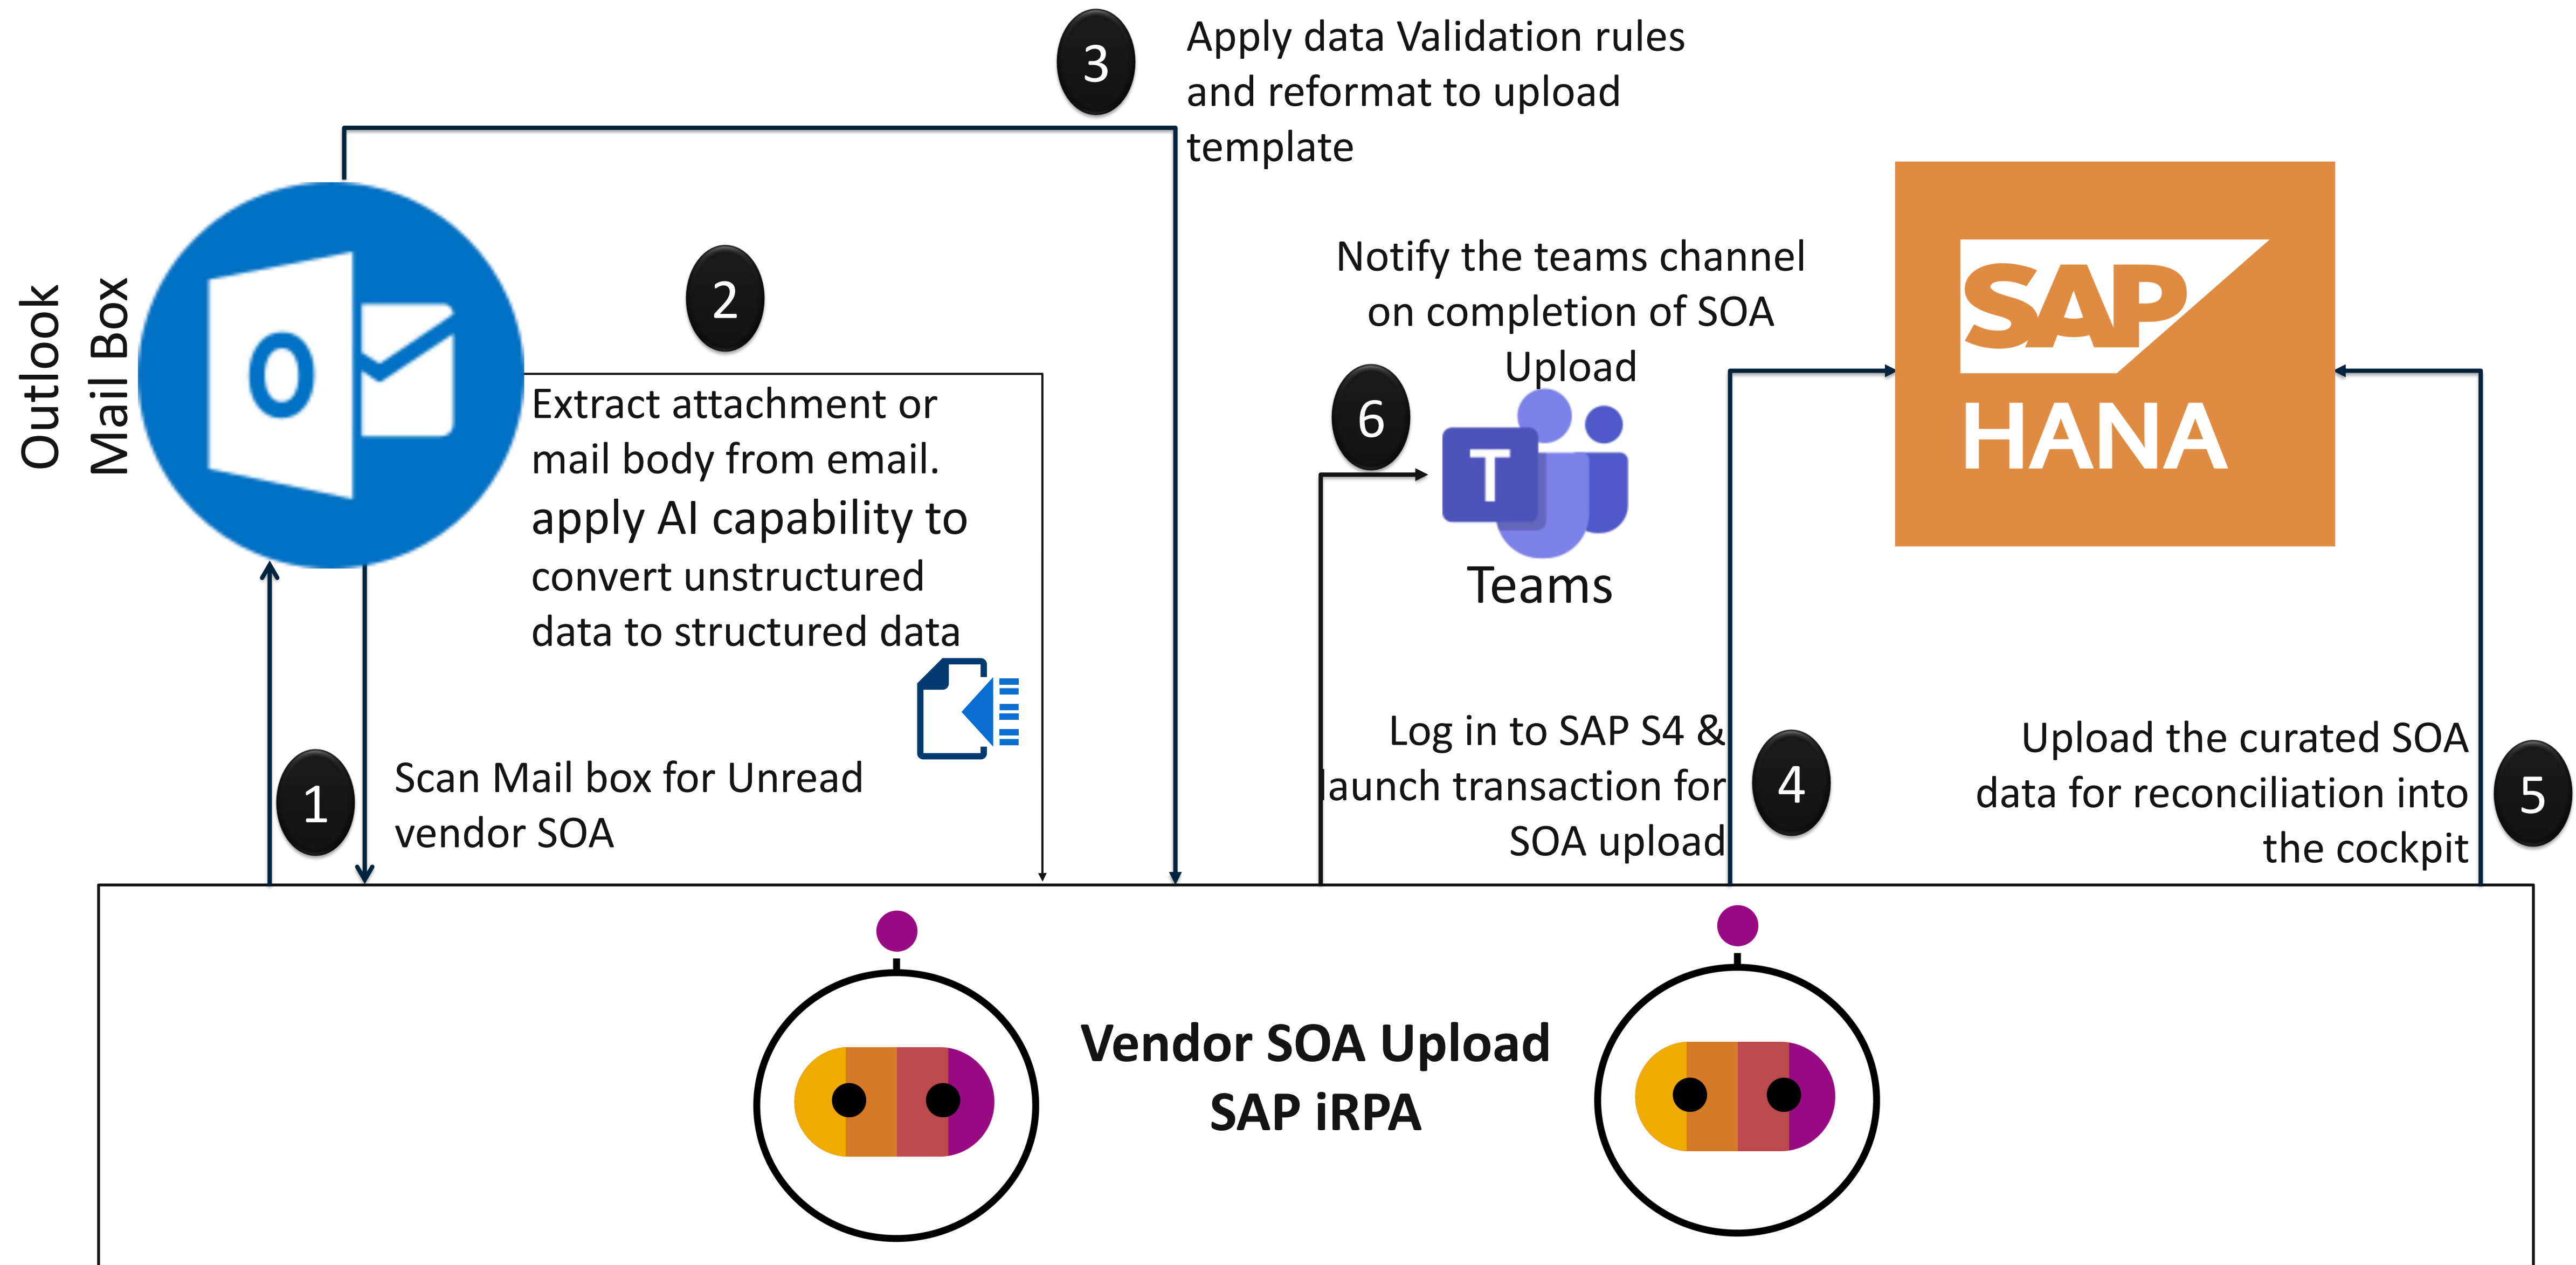 3
Apply data Validation rules
and reformat to upload
template
Outlook
Mail Box
O
2
Extract attachment or
mail body from email.
apply AI capability to
convert unstructured
data to structured data
Notify the teams channel
on completion of SOA
Upload
6
T
Teams
SAP
HANA
1
Scan Mail box for Unread
vendor SOA
Log in to SAP S4 &
launch transaction for
SOA upload
4
Upload the curated SOA
data for reconciliation into
the cockpit
5
Vendor SOA Upload
SAP iRPA